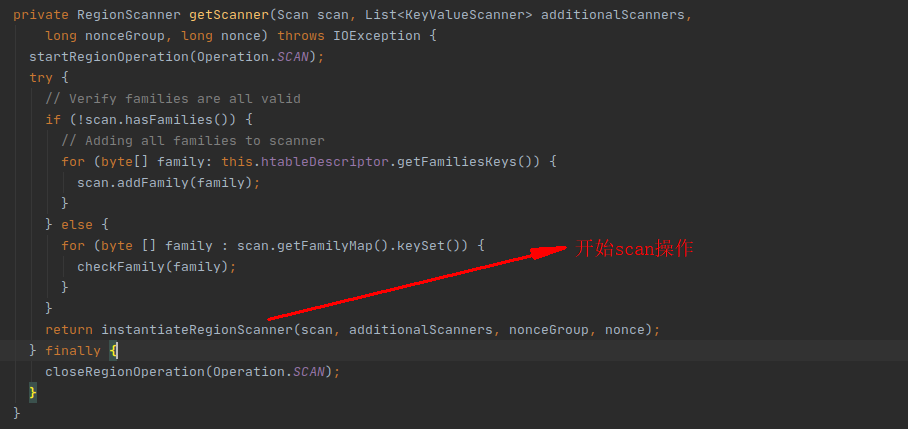 private RegionScanner getScanner(Scan scan, List<KeyValueScanner> additionalScanners,
    long nonceGroup, long nonce) throws IOException {
  startRegionOperation(Operation.SCAN);
  try {
    // Verify families are all valid
    if (!scan.hasFamilies()) {
      // Adding all families to scanner
      for (byte[] family: this.htableDescriptor.getFamiliesKeys()) {
        scan.addFamily(family);
      }
    } else {
      for (byte [] family : scan.getFamilyMap().keySet()) {
开始scan操作
        checkFamily(family);
      }
    }
    return instantiateRegionScanner(scan, additionalScanners, nonceGroup, nonce);
  } finally {
    closeRegionOperation(Operation.SCAN);
  }
}